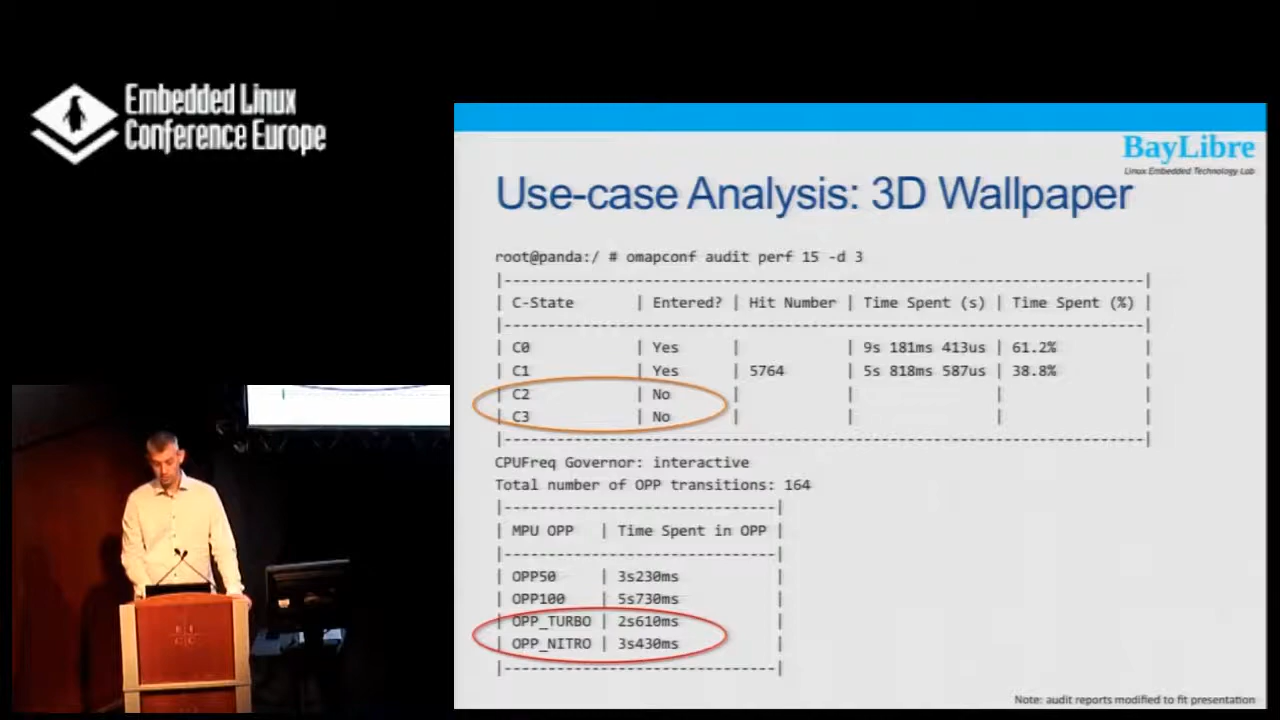 Embedded Linux
Conference Europe
BayLibre
Linux Embedded Technology Lab
Use-case Analysis: 3D Wallpaper
root@panda:/ # omapconf audit perf 15 -d 3
|----------------------------------------------------------------------------|
| C-State | Entered? | Hit Number | Time Spent (s) | Time Spent (%) |
|----------------------------------------------------------------------------|
| C0 | Yes | | 9s 181ms 413us | 61.2% |
| C1 | Yes | 5764 | 5s 818ms 587us | 38.8% |
| C2 | No | | | |
| C3 | No | | | |
|----------------------------------------------------------------------------|
CPUFreq Governor: interactive
Total number of OPP transitions: 164
|--------------------------------|
| MPU OPP | Time Spent in OPP |
|--------------------------------|
| OPP50 | 3s230ms |
| OPP100 | 5s730ms |
| OPP_TURBO | 2s610ms |
| OPP_NITRO | 3s430ms |
|--------------------------------|
Note: audit reports modified to fit presentation